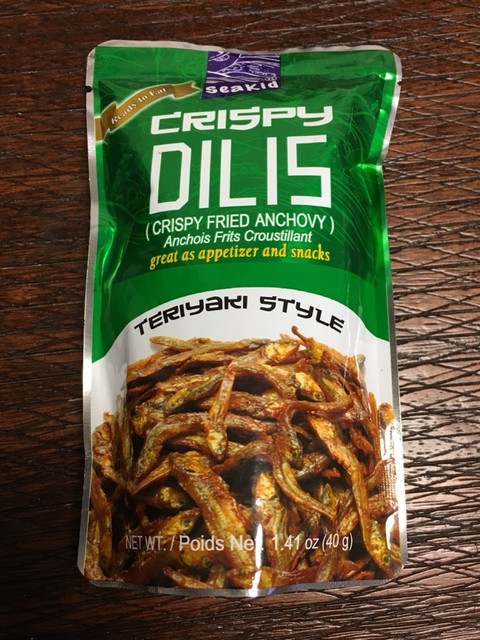 SeaKid
Ready to Eat
CRISPY
DILIS
( CRISPY FRIED ANCHOVY )
Anchois Frits Croustillant
great as appetizer and snacks
TERIYAKI STYLE
NET WT. / Poids Net. 1.41 oz (40 g)